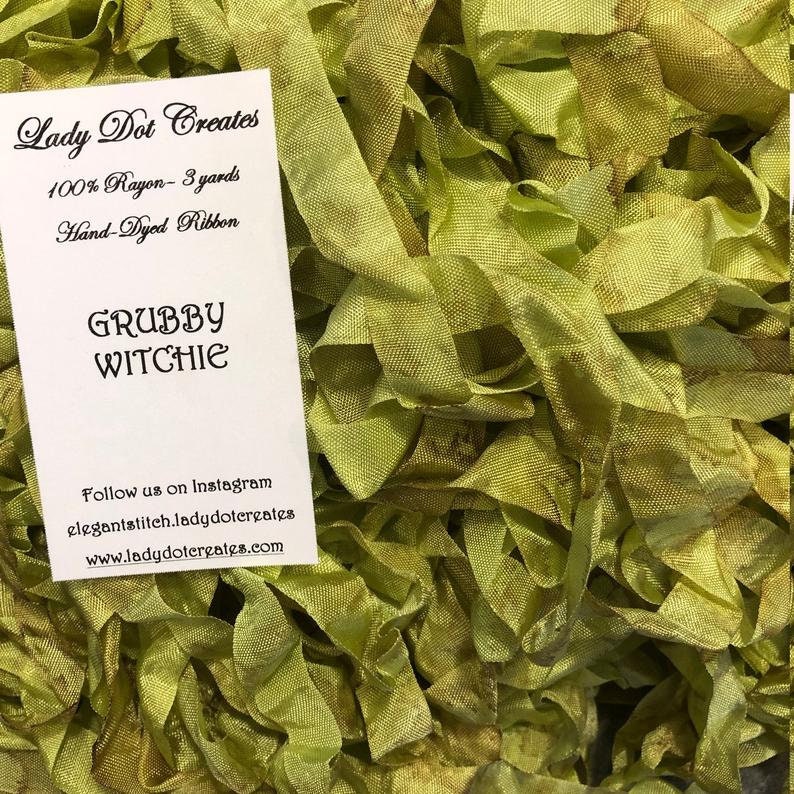 Lady Dot Creates
100% Rayon- 3 yards
Hand-Dyed Ribbon
GRUBBY
WITCHIE
Follow us on Instagram
elegantstitch.ladydotcreates
www.ladydotcreates.com